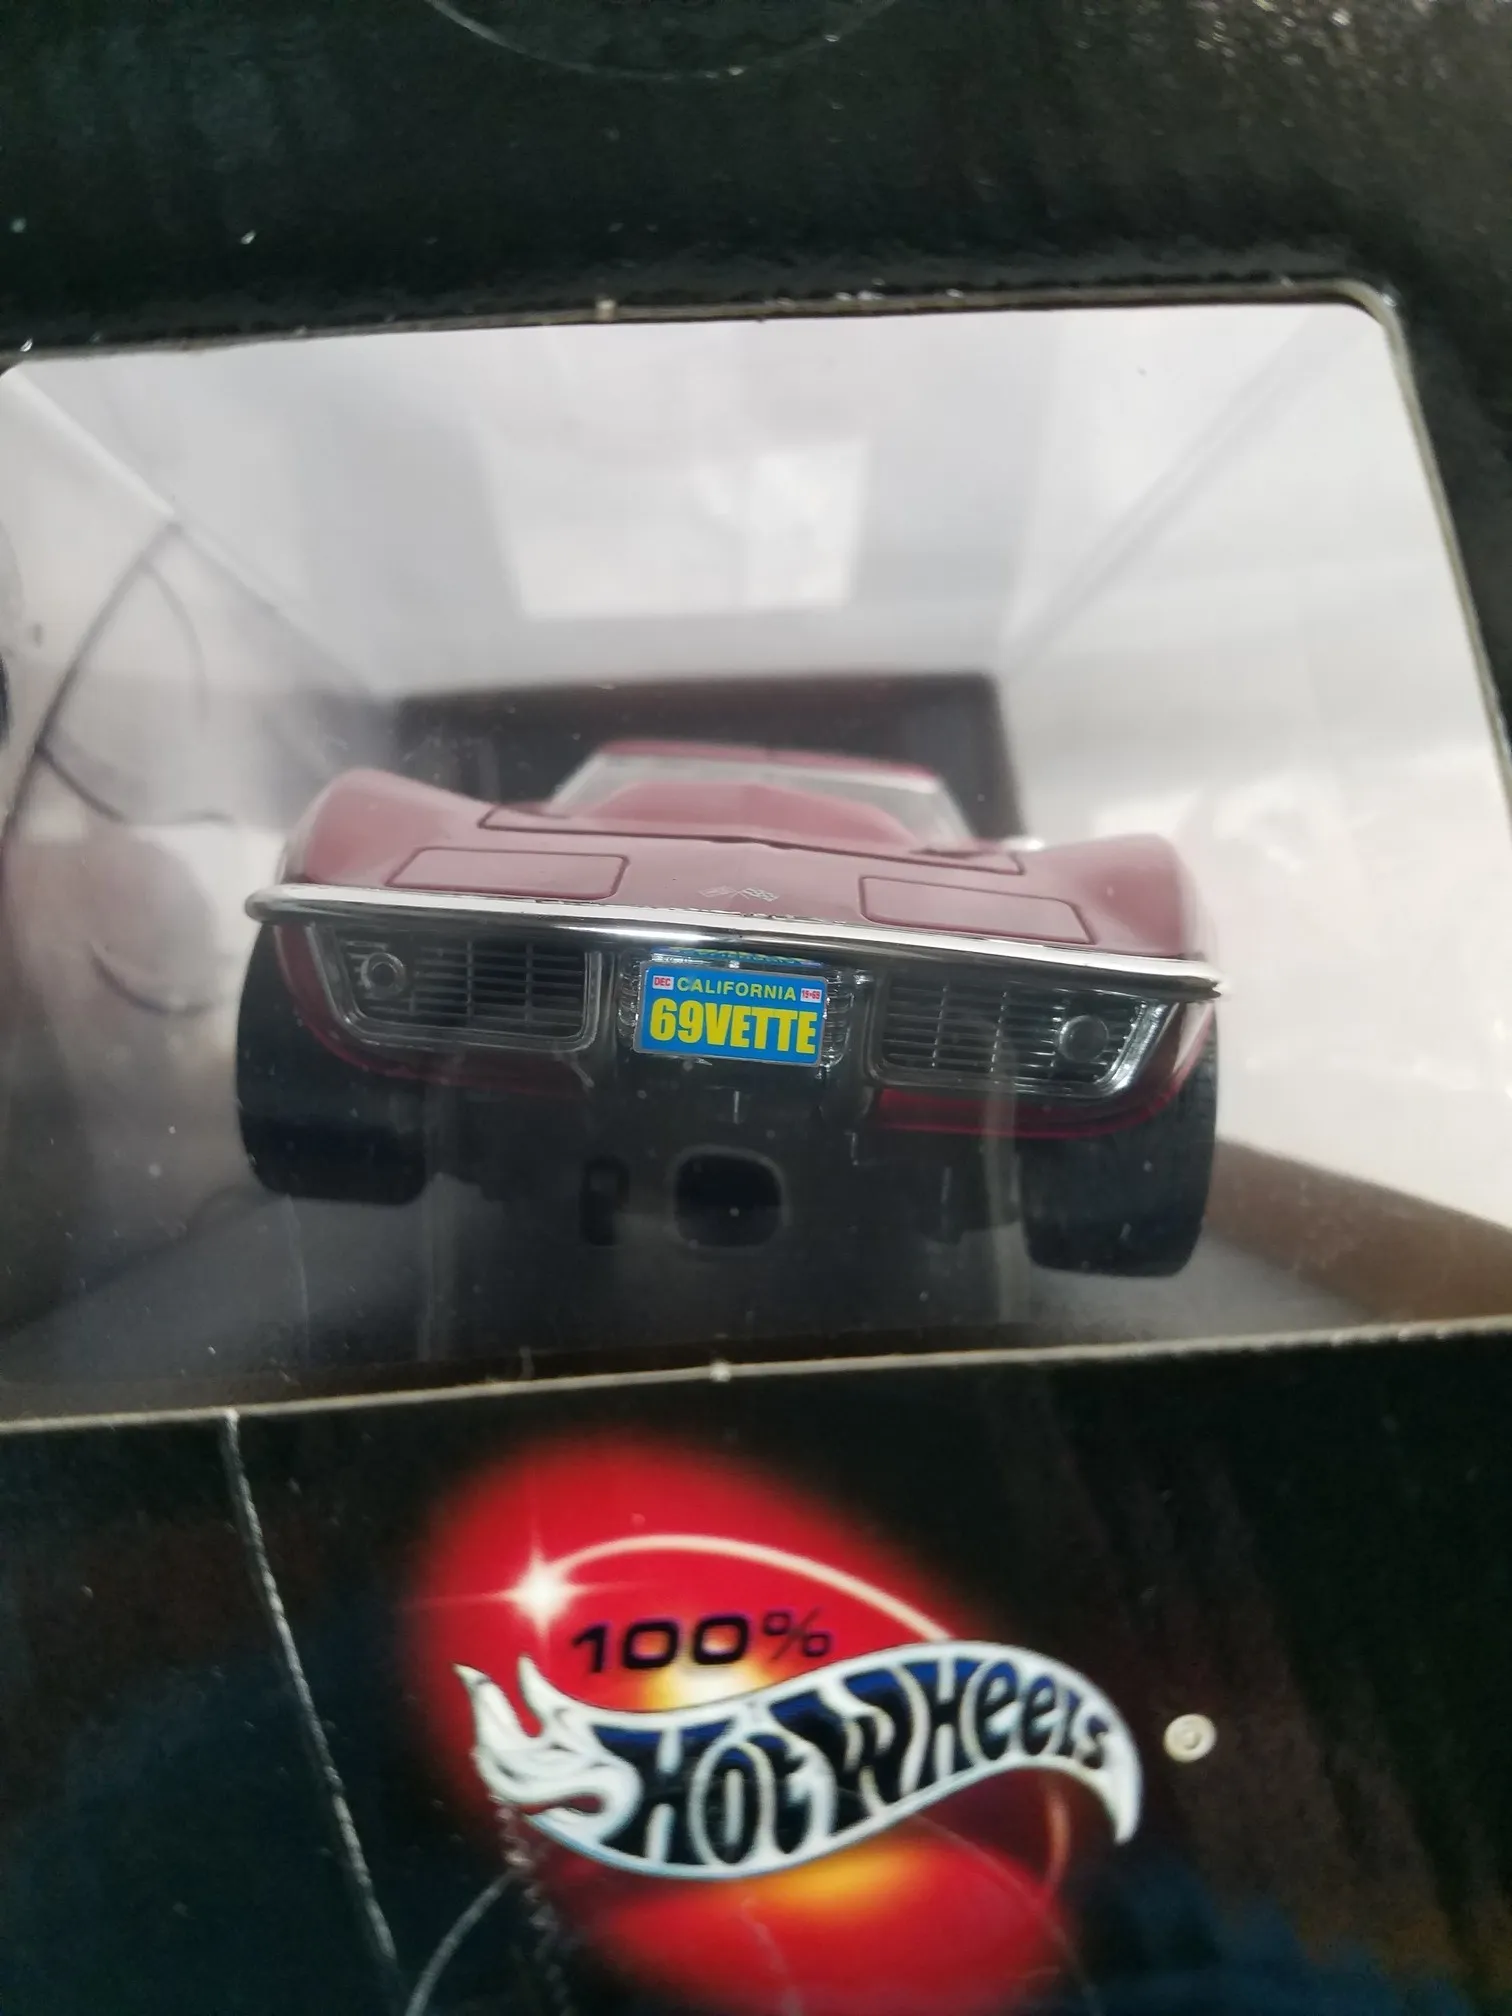 DEC CALIFORNIA 19•69
69VETTE
100%
HOT WHEELS